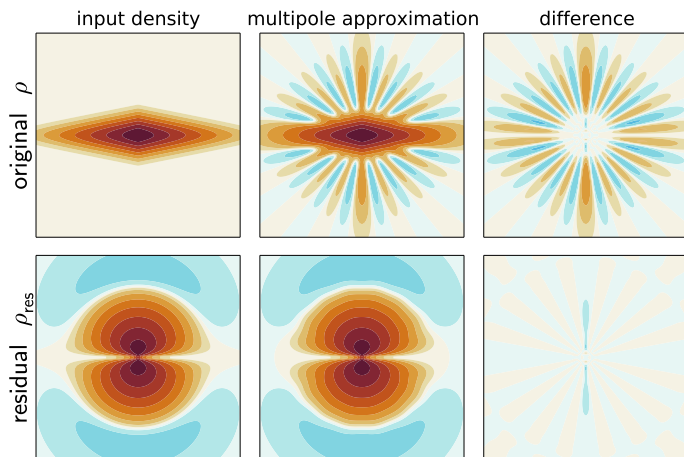 input density
multipole approximation
difference
original ρ
residual ρres